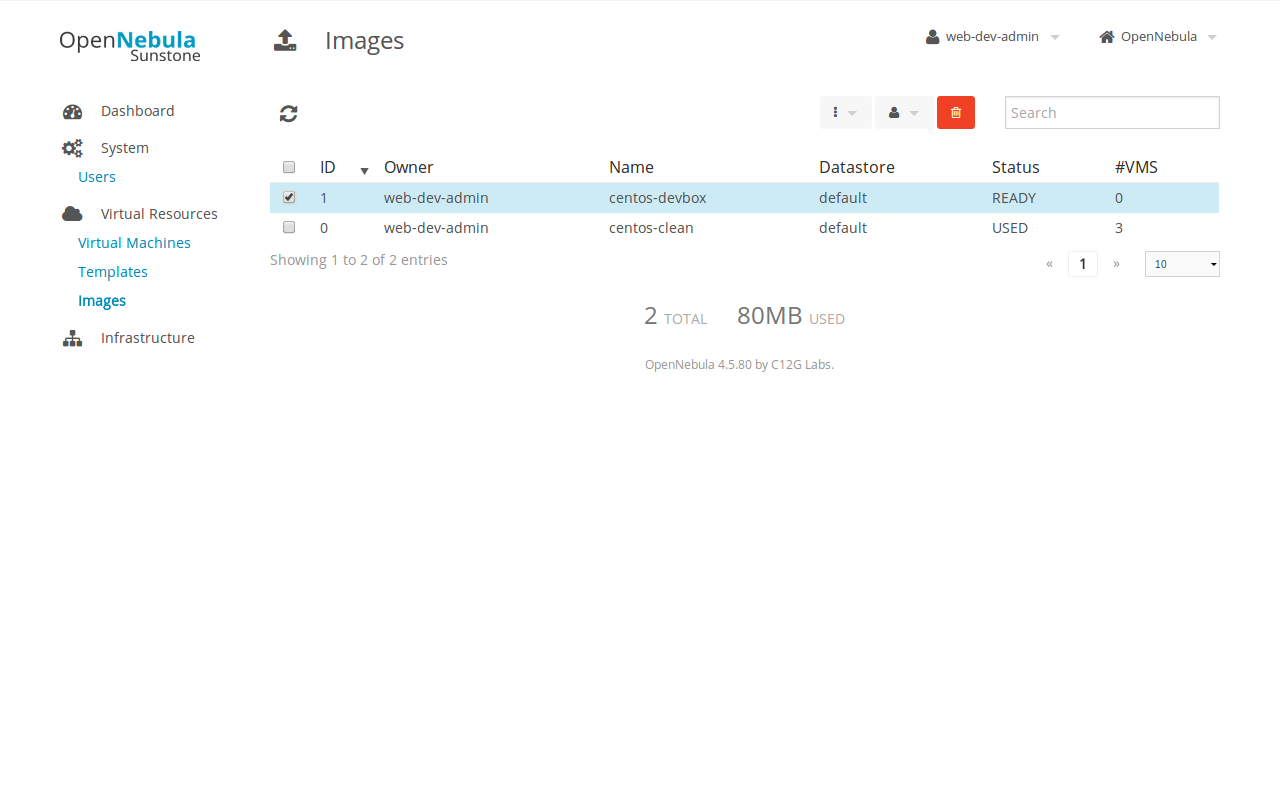 OpenNebula
Sunstone
Images
web-dev-admin
OpenNebula
Dashboard
System
Users
Virtual Resources
Virtual Machines
Templates
Images
Infrastructure
Search
ID Owner Name Datastore Status #VMS
1 web-dev-admin centos-devbox default READY 0
0 web-dev-admin centos-clean default USED 3
Showing 1 to 2 of 2 entries
« 1 » 10
2 TOTAL 80MB USED
OpenNebula 4.5.80 by C12G Labs.